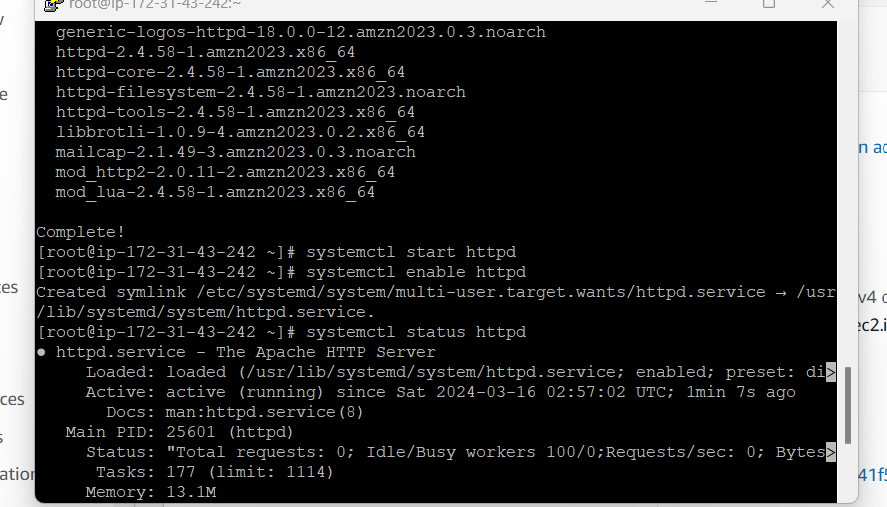 root@ip-172-31-43-242:~
generic-logos-httpd-18.0.0-12.amzn2023.0.3.noarch
httpd-2.4.58-1.amzn2023.x86_64
httpd-core-2.4.58-1.amzn2023.x86_64
httpd-filesystem-2.4.58-1.amzn2023.noarch
httpd-tools-2.4.58-1.amzn2023.x86_64
libbrotli-1.0.9-4.amzn2023.0.2.x86_64
mailcap-2.1.49-3.amzn2023.0.3.noarch
mod_http2-2.0.11-2.amzn2023.x86_64
mod_lua-2.4.58-1.amzn2023.x86_64
Complete!
[root@ip-172-31-43-242 ~]# systemctl start httpd
[root@ip-172-31-43-242 ~]# systemctl enable httpd
Created symlink /etc/systemd/system/multi-user.target.wants/httpd.service → /usr
/lib/systemd/system/httpd.service.
[root@ip-172-31-43-242 ~]# systemctl status httpd
● httpd.service - The Apache HTTP Server
Loaded: loaded (/usr/lib/systemd/system/httpd.service; enabled; preset: di>
Active: active (running) since Sat 2024-03-16 02:57:02 UTC; 1min 7s ago
Docs: man:httpd.service(8)
Main PID: 25601 (httpd)
Status: "Total requests: 0; Idle/Busy workers 100/0;Requests/sec: 0; Bytes>
Tasks: 177 (limit: 1114)
Memory: 13.1M